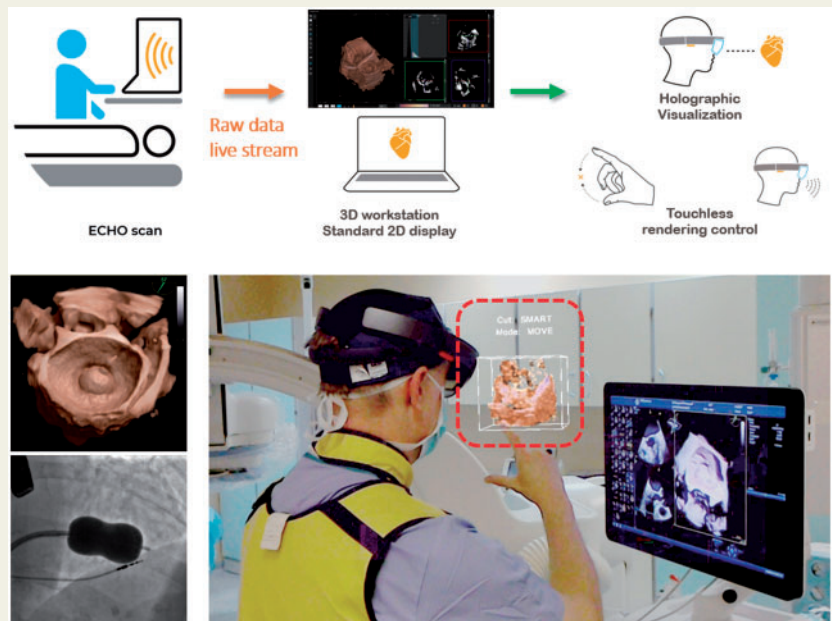 Raw data
live stream
ECHO scan
3D workstation
Standard 2D display
Holographic
Visualization
Touchless
rendering control
Cut: SMART
Mode: MOVE